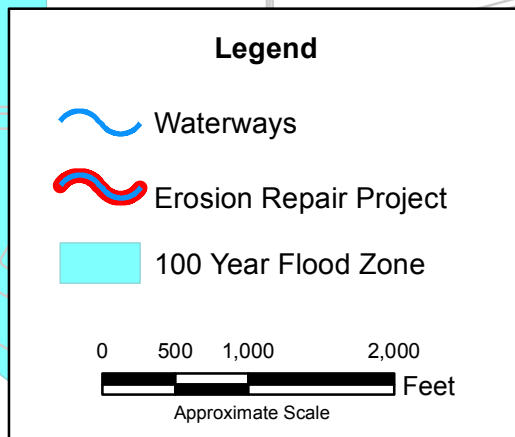 Legend
Waterways
Erosion Repair Project
100 Year Flood Zone
0 500 1,000 2,000
Feet
Approximate Scale